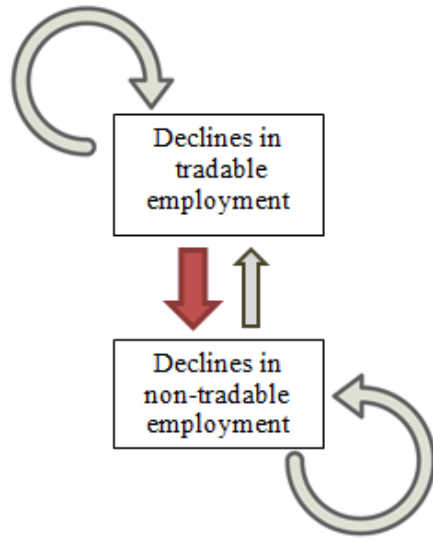 Declines in
tradable
employment
Declines in
non-tradable
employment